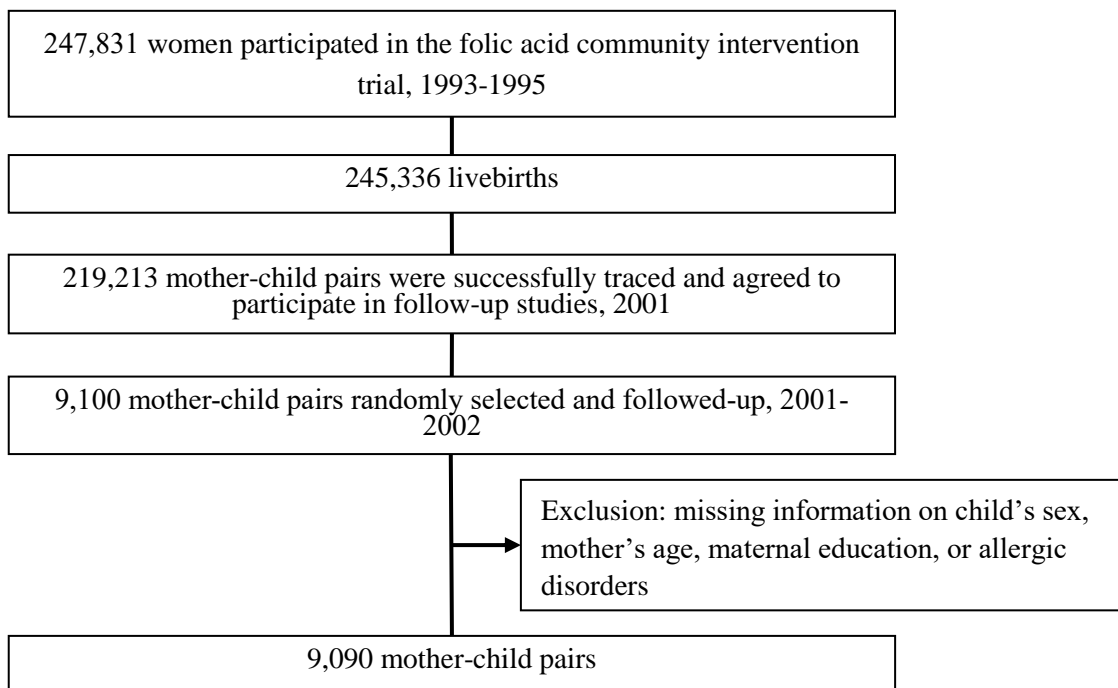 247,831 women participated in the folic acid community intervention
trial, 1993-1995
245,336 livebirths
219,213 mother-child pairs were successfully traced and agreed to
participate in follow-up studies, 2001
9,100 mother-child pairs randomly selected and followed-up, 2001-
2002
Exclusion: missing information on child’s sex,
mother’s age, maternal education, or allergic
disorders
9,090 mother-child pairs